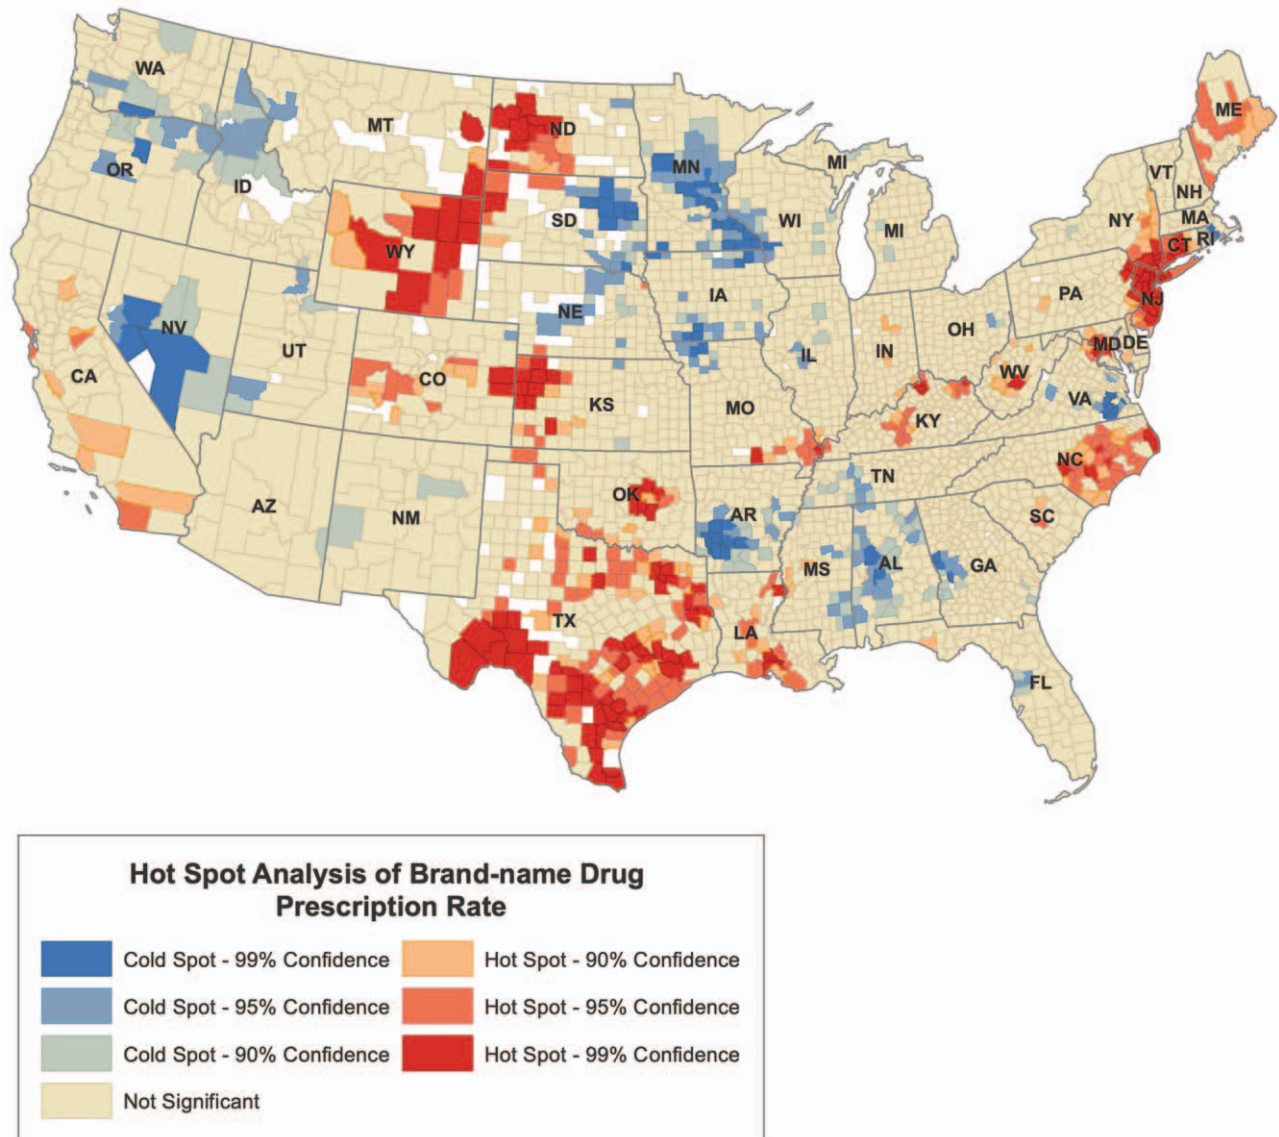 WA
ME
MT
ND
MN
MI
VT
OR
ID
NH
SD
WI
NY
MA
MI
CT
RI
WY
IA
PA
NJ
NE
NV
OH
UT
IN
MD
DE
IL
CA
CO
WV
VA
KS
MO
KY
NC
TN
OK
AZ
NM
AR
SC
MS
AL
GA
TX
LA
FL
Hot Spot Analysis of Brand-name Drug
Prescription Rate
Cold Spot - 99% Confidence
Hot Spot - 90% Confidence
Cold Spot - 95% Confidence
Hot Spot - 95% Confidence
Cold Spot - 90% Confidence
Hot Spot - 99% Confidence
Not Significant